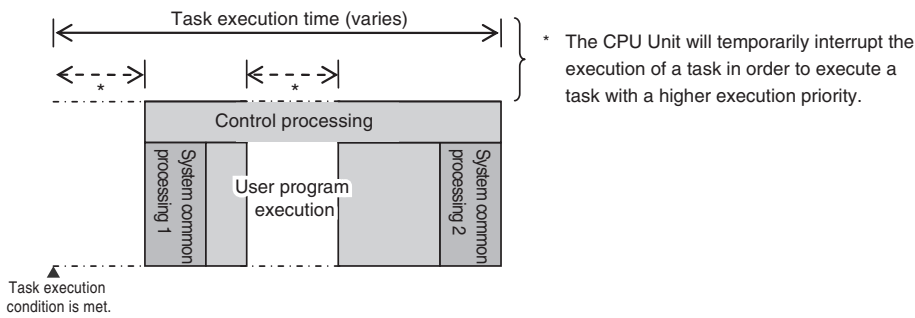 Task execution time (varies)
*
*
* The CPU Unit will temporarily interrupt the
execution of a task in order to execute a
task with a higher execution priority.
Control processing
System common
processing 1
User program
execution
System common
processing 2
Task execution
condition is met.